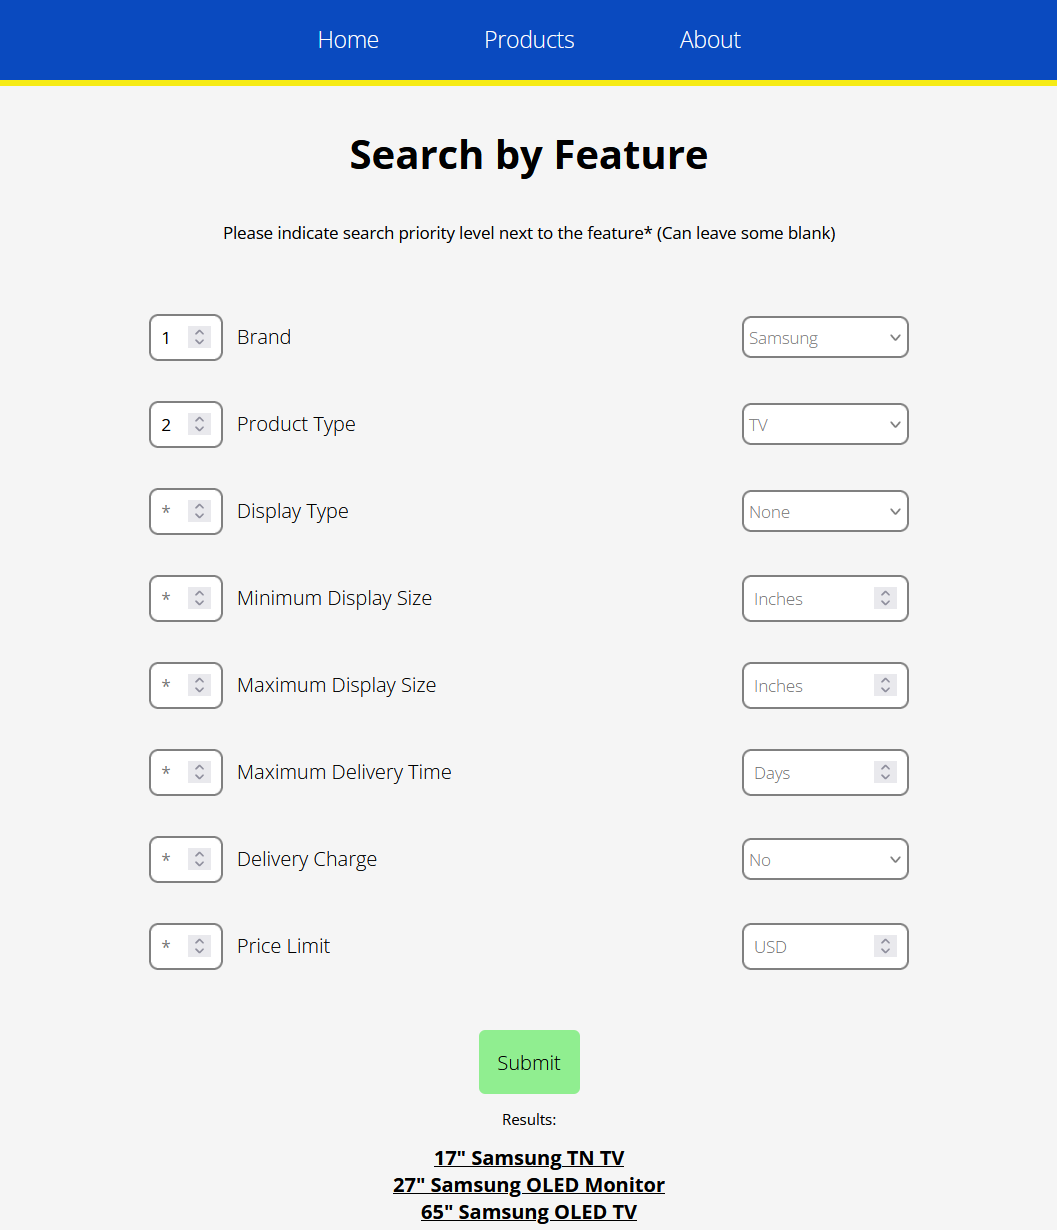 Home Products About
Search by Feature
Please indicate search priority level next to the feature* (Can leave some blank)
1 Brand Samsung
2 Product Type TV
* Display Type None
* Minimum Display Size Inches
* Maximum Display Size Inches
* Maximum Delivery Time Days
* Delivery Charge No
* Price Limit USD
Submit
Results:
17" Samsung TN TV
27" Samsung OLED Monitor
65" Samsung OLED TV